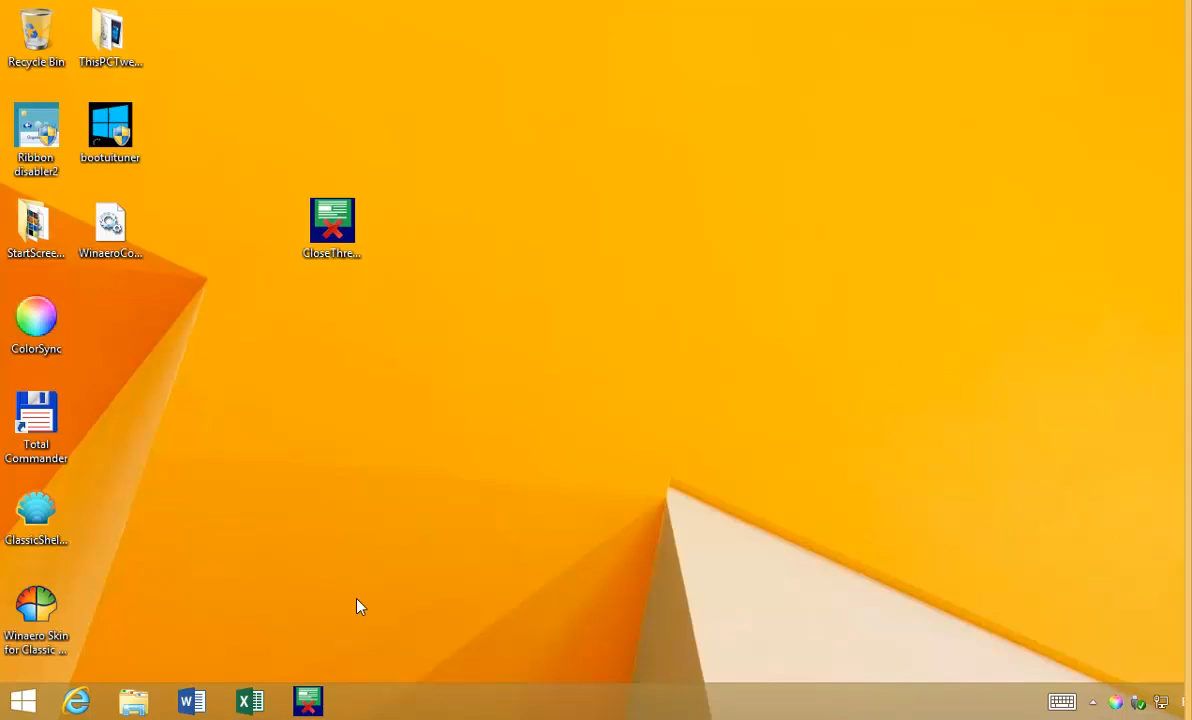 Recycle Bin
ThisPCTwe...
Ribbon
disabler2
bootuituner
StartScree...
WinaeroCo...
CloseThre...
ColorSync
Total
Commander
ClassicShel...
Winaero Skin
for Classic ...